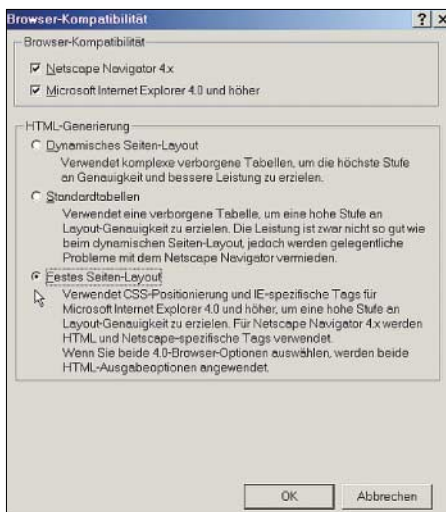 Browser-Kompatibilität
Browser-Kompatibilität
Netscape Navigator 4.x
Microsoft Internet Explorer 4.0 und höher
HTML-Generierung
Dynamisches Seiten-Layout
Verwendet komplexe verborgene Tabellen, um die höchste Stufe
an Genauigkeit und bessere Leistung zu erzielen.
Standardtabellen
Verwendet eine verborgene Tabelle, um eine hohe Stufe an
Layout-Genauigkeit zu erzielen. Die Leistung ist zwar nicht so gut wie
beim dynamischen Seiten-Layout, jedoch werden gelegentliche
Probleme mit dem Netscape Navigator vermieden.
Festes Seiten-Layout
Verwendet CSS-Positionierung und IE-spezifische Tags für
Microsoft Internet Explorer 4.0 und höher, um eine hohe Stufe an
Layout-Genauigkeit zu erzielen. Für Netscape Navigator 4.x werden
HTML und Netscape-spezifische Tags verwendet.
Wenn Sie beide 4.0-Browser-Optionen auswählen, werden beide
HTML-Ausgabeoptionen angewendet.
OK
Abbrechen